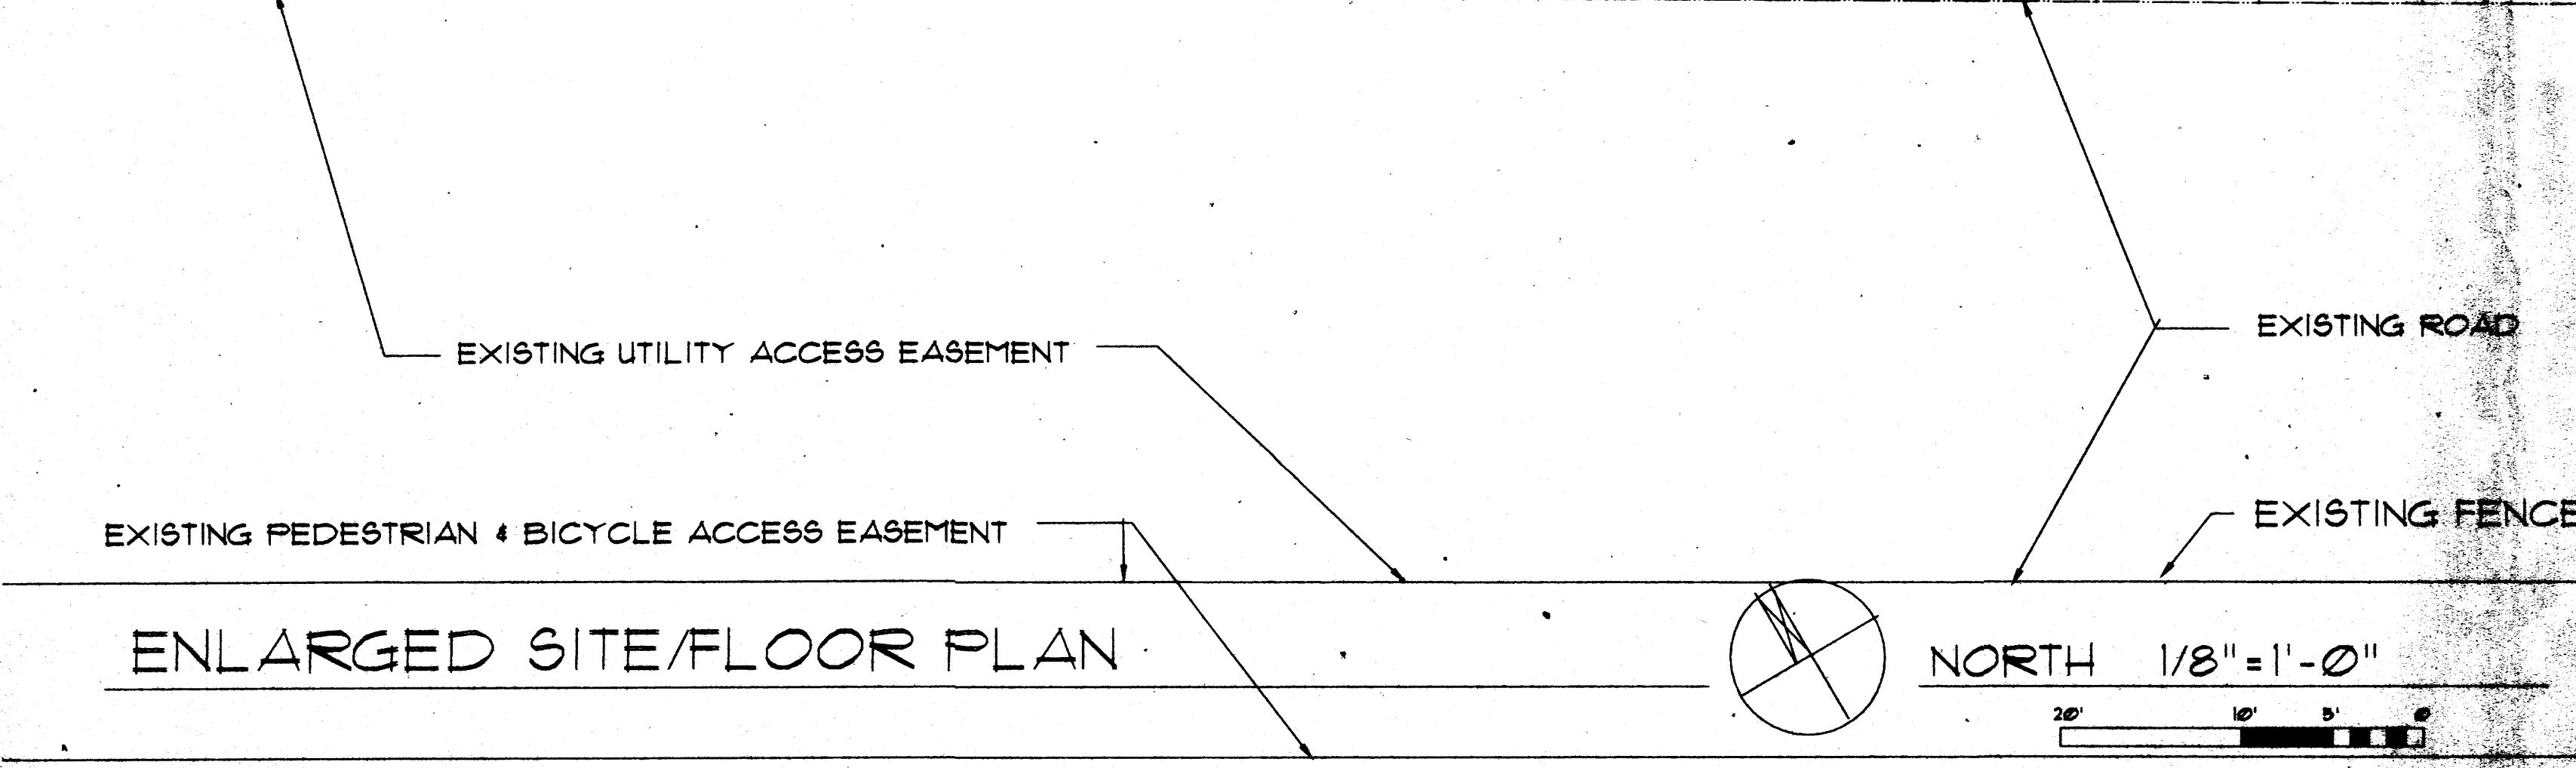 EXISTING ROAD
EXISTING UTILITY ACCESS EASEMENT
EXISTING FENCE
EXISTING PEDESTRIAN & BICYCLE ACCESS EASEMENT
ENLARGED SITE/FLOOR PLAN
NORTH 1/8"=1'-0"
20' 10' 5' 0